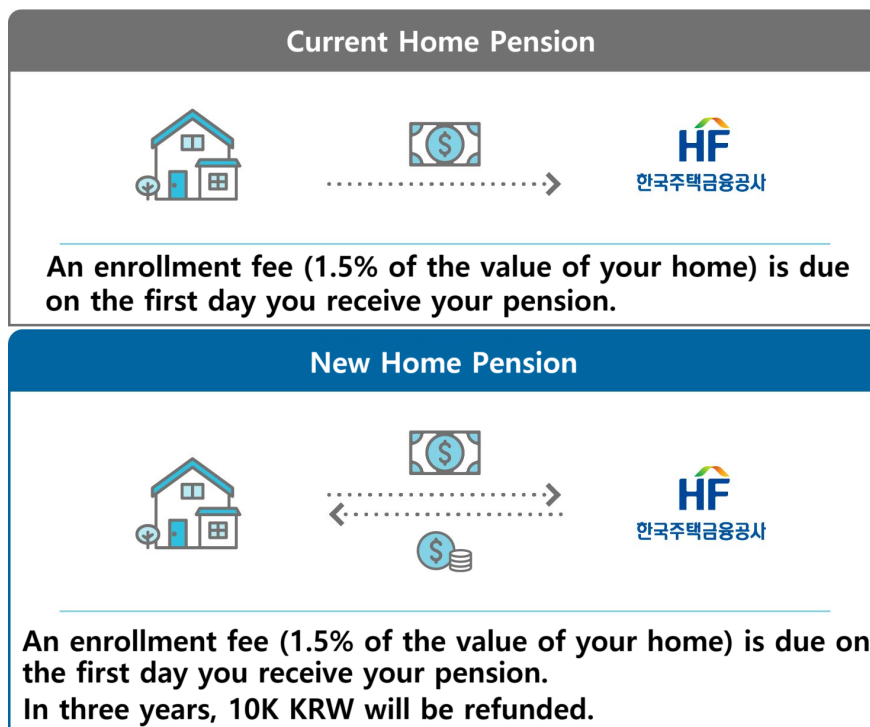 Current Home Pension
HF
한국주택금융공사
An enrollment fee (1.5% of the value of your home) is due
on the first day you receive your pension.
New Home Pension
HF
한국주택금융공사
An enrollment fee (1.5% of the value of your home) is due on
the first day you receive your pension.
In three years, 10K KRW will be refunded.